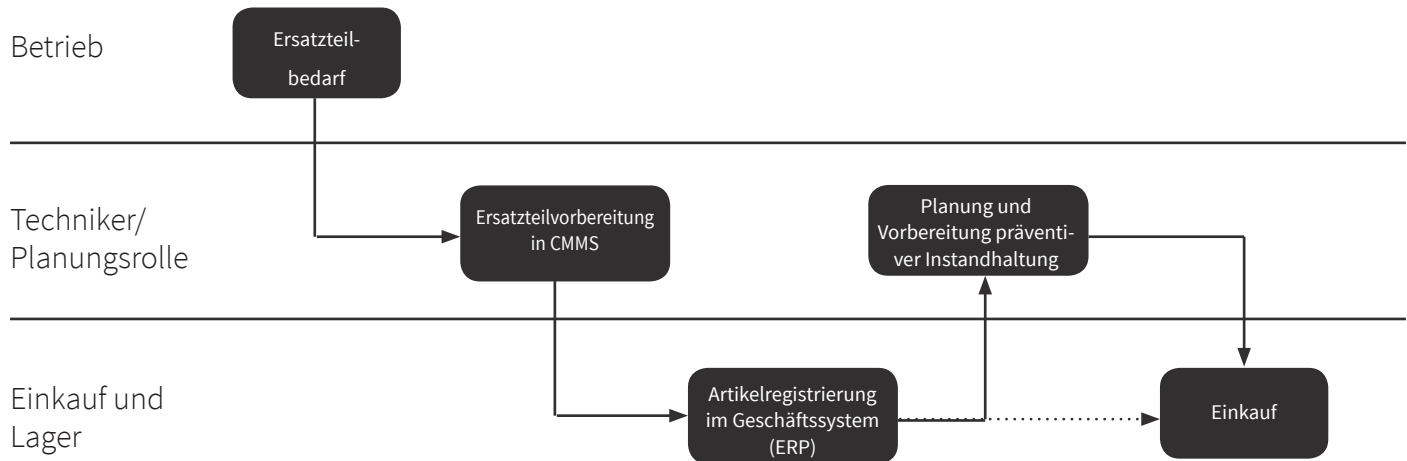 Betrieb
Ersatzteil-
bedarf
Techniker/
Planungsrolle
Ersatzteilvorbereitung
in CMMS
Planung und
Vorbereitung präventi-
ver Instandhaltung
Einkauf und
Lager
Artikelregistrierung
im Geschäftssystem
(ERP)
Einkauf